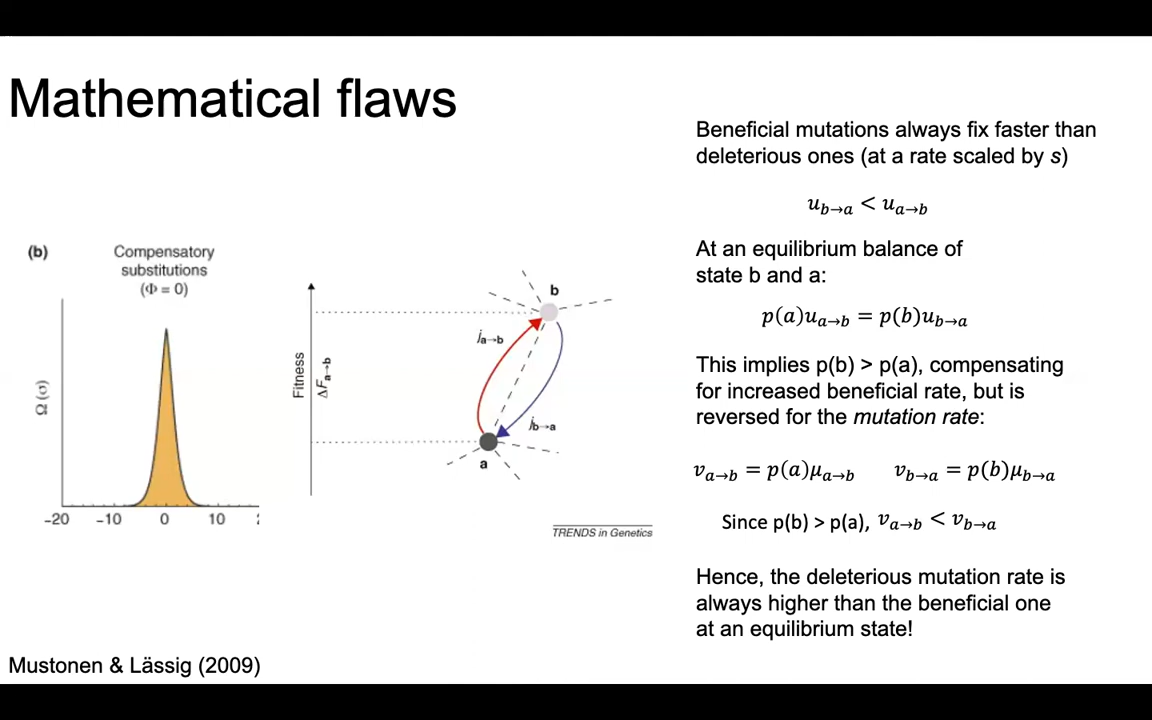 Mathematical flaws
(b)
Compensatory
substitutions
(Φ = 0)
Ω (σ)
-20 -10 0 10
Fitness
ΔF a→b
b
j a→b
j b→a
a
TRENDS in Genetics
Mustonen & Lässig (2009)
Beneficial mutations always fix faster than
deleterious ones (at a rate scaled by s)
u_{b→a} < u_{a→b}
At an equilibrium balance of
state b and a:
p(a)u_{a→b} = p(b)u_{b→a}
This implies p(b) > p(a), compensating
for increased beneficial rate, but is
reversed for the mutation rate:
v_{a→b} = p(a)μ_{a→b} v_{b→a} = p(b)μ_{b→a}
Since p(b) > p(a), v_{a→b} < v_{b→a}
Hence, the deleterious mutation rate is
always higher than the beneficial one
at an equilibrium state!